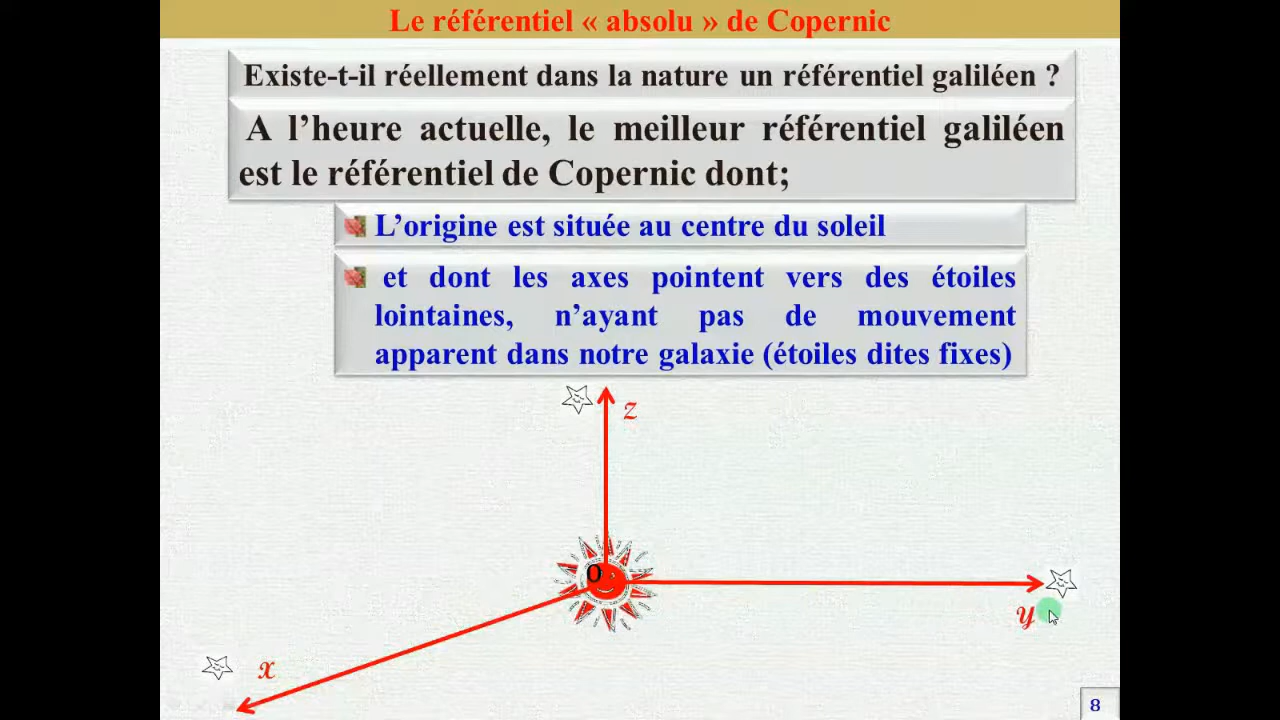 Le référentiel « absolu » de Copernic
Existe-t-il réellement dans la nature un référentiel galiléen ?
A l’heure actuelle, le meilleur référentiel galiléen
est le référentiel de Copernic dont;
L’origine est située au centre du soleil
et dont les axes pointent vers des étoiles
lointaines, n’ayant pas de mouvement
apparent dans notre galaxie (étoiles dites fixes)
z
O
y
x
8